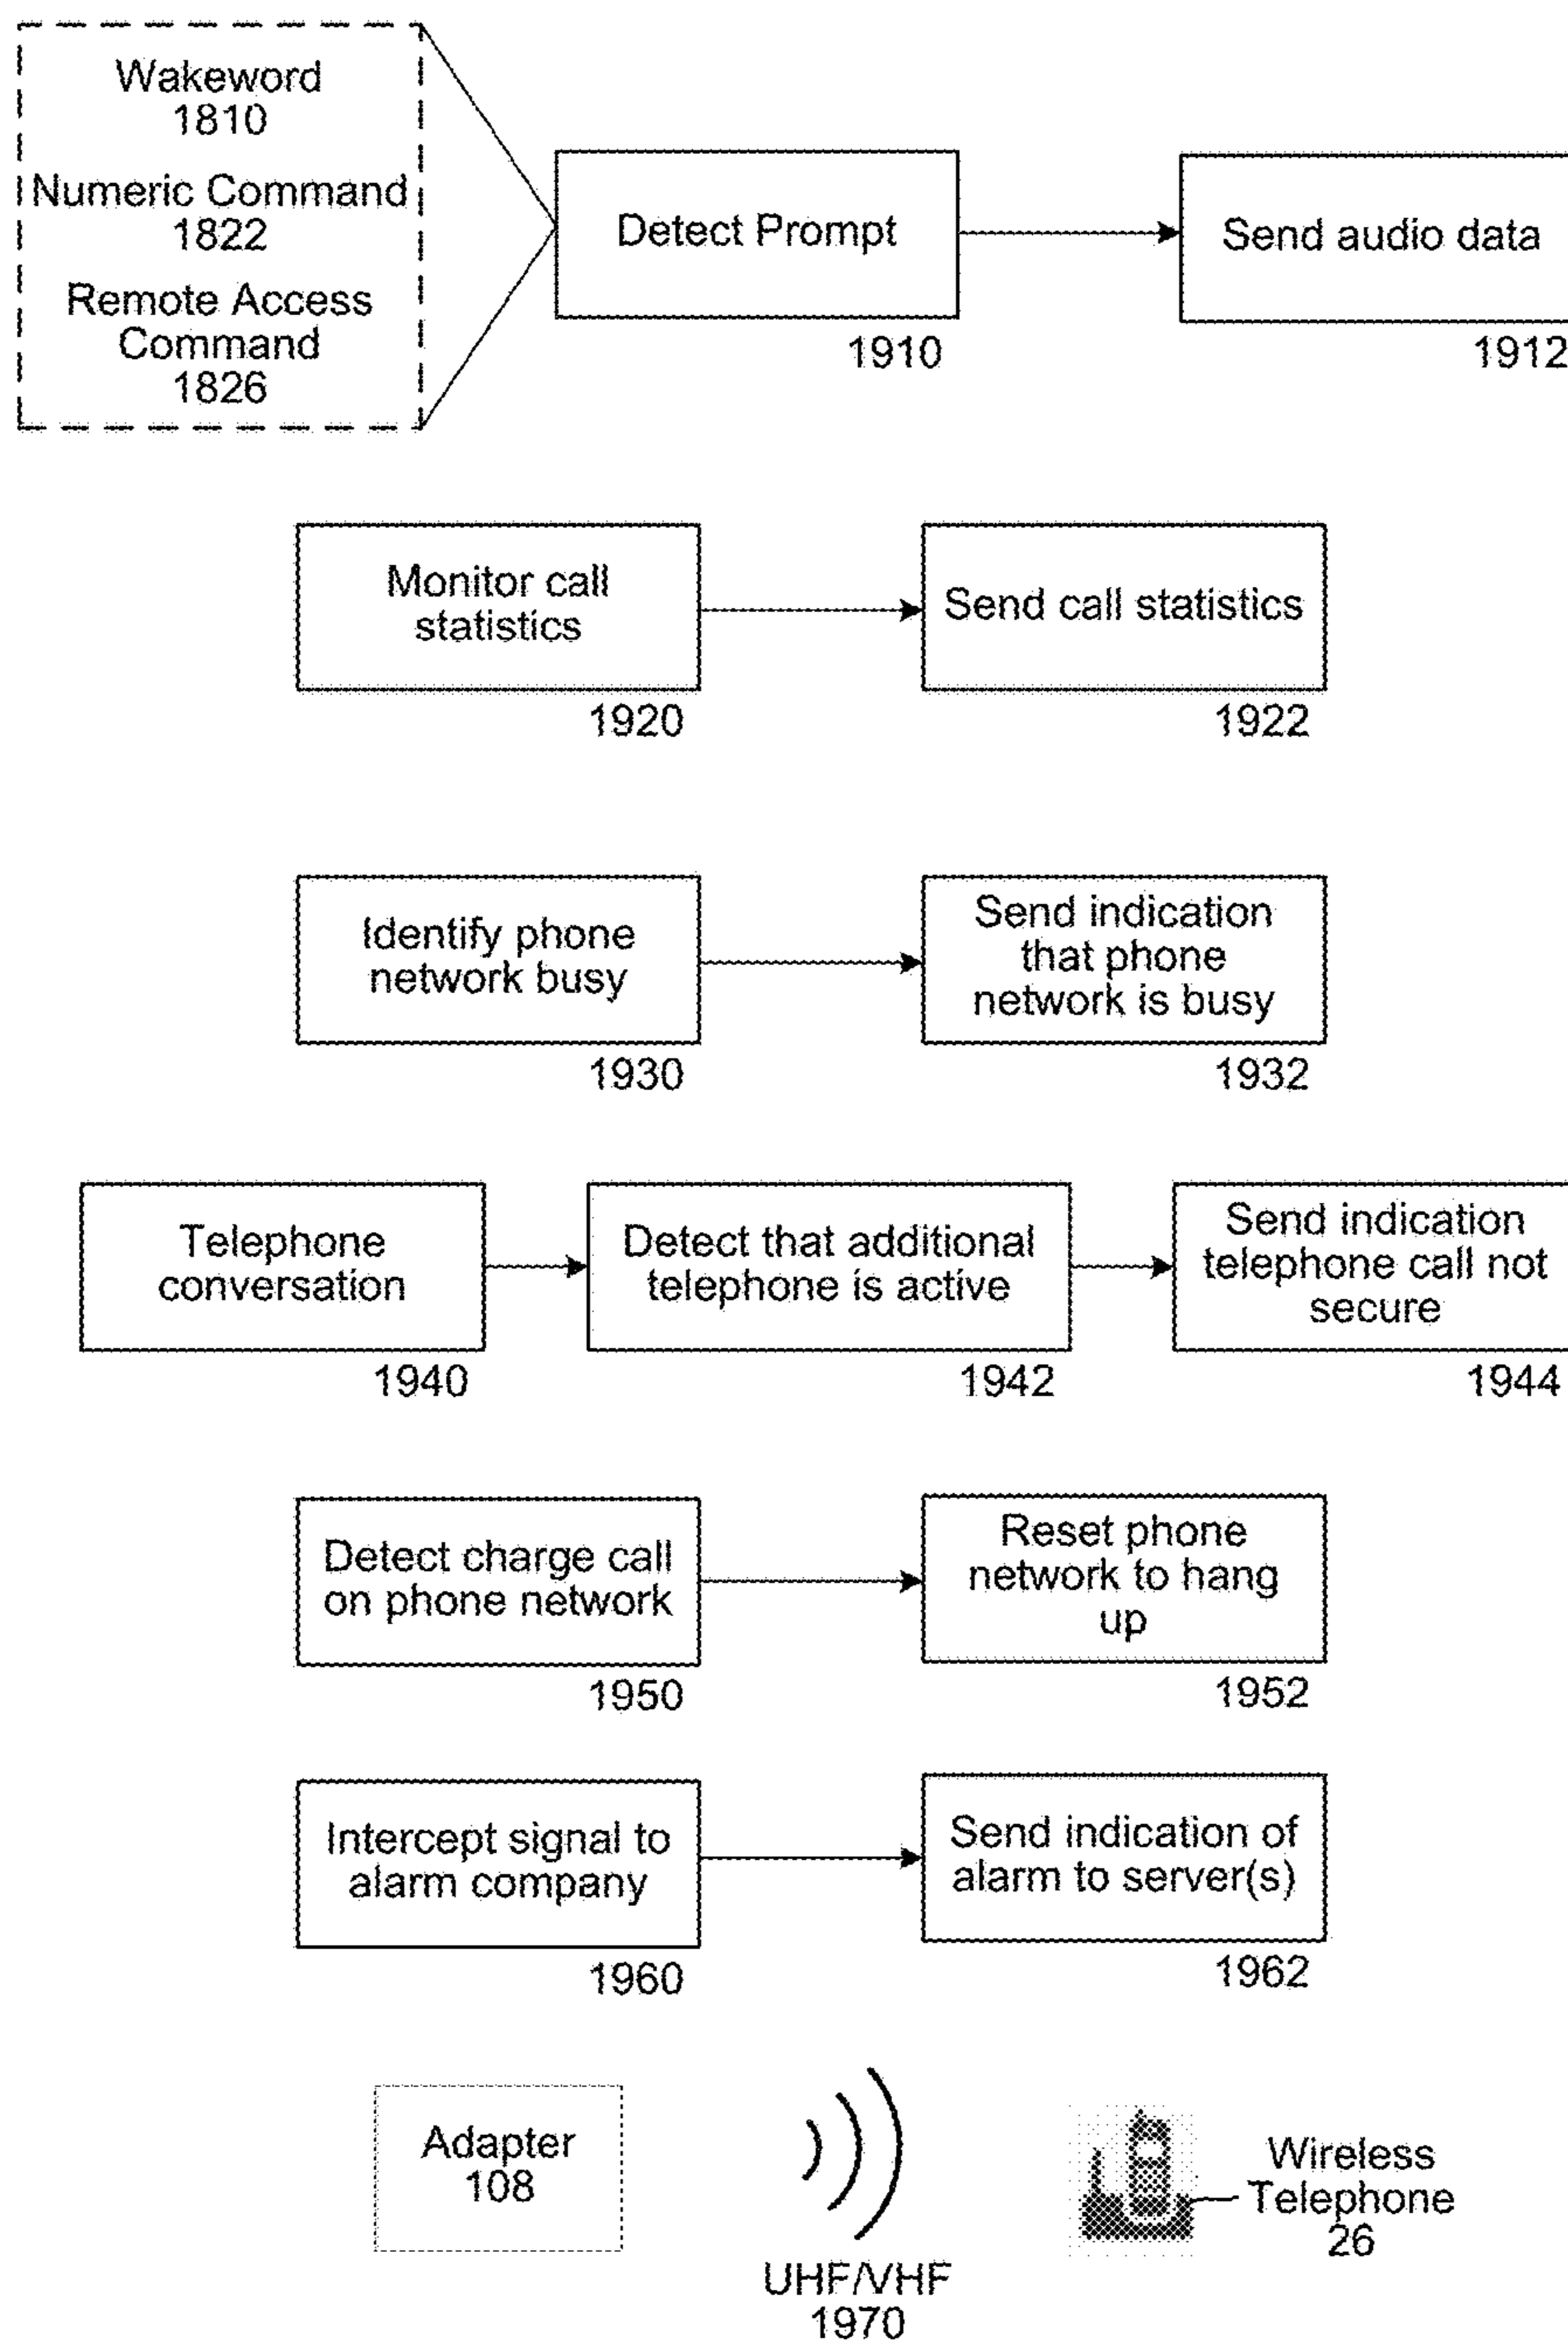 Wakeword
1810
Numeric Command
1822
Remote Access
Command
1826
Detect Prompt
1910
Send audio data
1912
Monitor call
statistics
1920
Send call statistics
1922
Identify phone
network busy
1930
Send indication
that phone
network is busy
1932
Telephone
conversation
1940
Detect that additional
telephone is active
1942
Send indication
telephone call not
secure
1944
Detect charge call
on phone network
1950
Reset phone
network to hang
up
1952
Intercept signal to
alarm company
1960
Send indication of
alarm to server(s)
1962
Adapter
108
UHF/VHF
1970
Wireless
Telephone
26